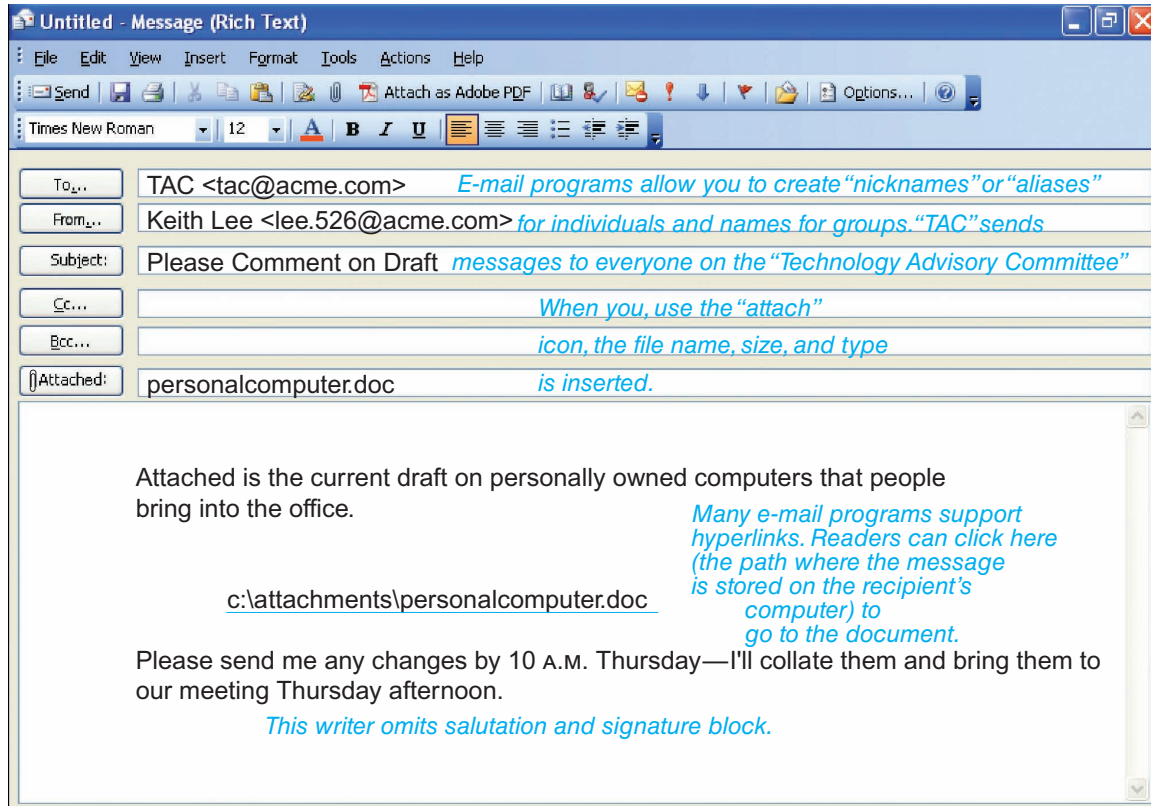 Untitled - Message (Rich Text)
File Edit View Insert Format Tools Actions Help
Send Attach as Adobe PDF Options...
Times New Roman 12 A B I U
To... TAC <tac@acme.com> E-mail programs allow you to create “nicknames” or “aliases”
From... Keith Lee <lee.526@acme.com> for individuals and names for groups. “TAC” sends
Subject: Please Comment on Draft messages to everyone on the “Technology Advisory Committee”
Cc... When you, use the “attach”
Bcc... icon, the file name, size, and type
Attached: personalcomputer.doc is inserted.
Attached is the current draft on personally owned computers that people
bring into the office.
Many e-mail programs support
hyperlinks. Readers can click here
(the path where the message
is stored on the recipient’s
computer) to
go to the document.
c:\attachments\personalcomputer.doc
Please send me any changes by 10 A.M. Thursday—I'll collate them and bring them to
our meeting Thursday afternoon.
This writer omits salutation and signature block.